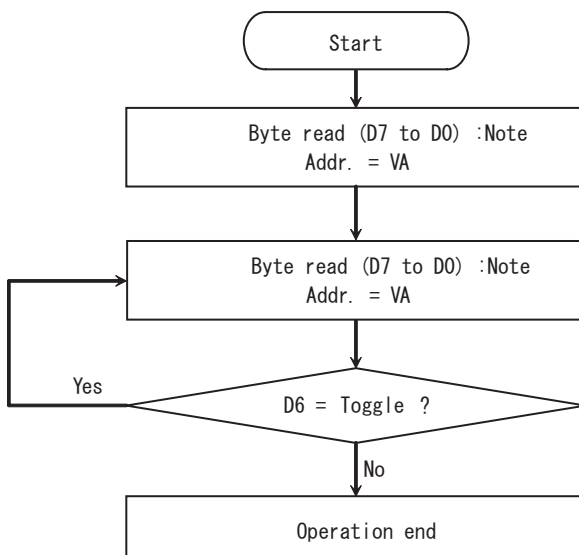 Start
Byte read (D7 to D0) :Note
Addr. = VA
Byte read (D7 to D0) :Note
Addr. = VA
Yes
D6 = Toggle ?
No
Operation end